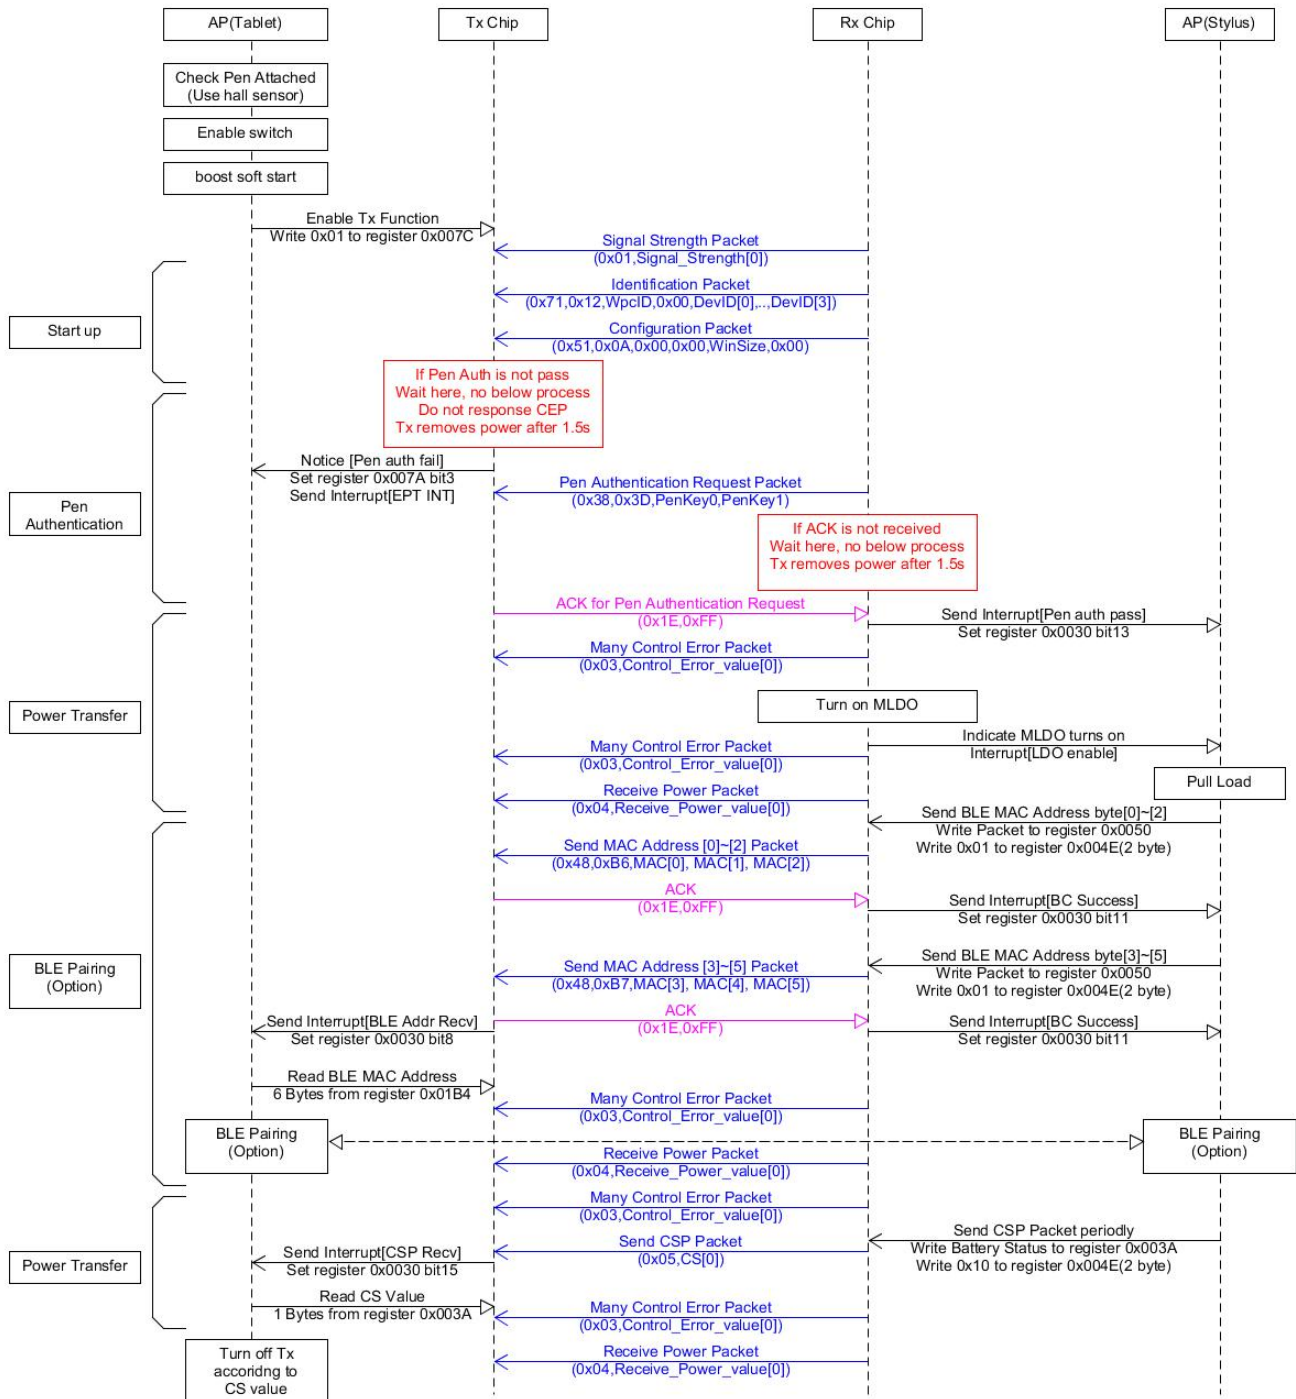 AP(Tablet)
Tx Chip
Rx Chip
AP(Stylus)
Check Pen Attached
(Use hall sensor)
Enable switch
boost soft start
Enable Tx Function
Write 0x01 to register 0x007C
Signal Strength Packet
(0x01,Signal_Strength[0])
Identification Packet
(0x71,0x12,WpcID,0x00,DevID[0],..,DevID[3])
Start up
Configuration Packet
(0x51,0x0A,0x00,0x00,WinSize,0x00)
If Pen Auth is not pass
Wait here, no below process
Do not response CEP
Tx removes power after 1.5s
Notice [Pen auth fail]
Set register 0x007A bit3
Send Interrupt[EPT INT]
Pen Authentication Request Packet
(0x38,0x3D,PenKey0,PenKey1)
Pen
Authentication
If ACK is not received
Wait here, no below process
Tx removes power after 1.5s
ACK for Pen Authentication Request
(0x1E,0xFF)
Send Interrupt[Pen auth pass]
Set register 0x0030 bit13
Many Control Error Packet
(0x03,Control_Error_value[0])
Power Transfer
Turn on MLDO
Indicate MLDO turns on
Interrupt[LDO enable]
Many Control Error Packet
(0x03,Control_Error_value[0])
Pull Load
Receive Power Packet
(0x04,Receive_Power_value[0])
Send BLE MAC Address byte[0]~[2]
Write Packet to register 0x0050
Write 0x01 to register 0x004E(2 byte)
Send MAC Address [0]~[2] Packet
(0x48,0xB6,MAC[0], MAC[1], MAC[2])
ACK
(0x1E,0xFF)
Send Interrupt[BC Success]
Set register 0x0030 bit11
BLE Pairing
(Option)
Send BLE MAC Address byte[3]~[5]
Write Packet to register 0x0050
Write 0x01 to register 0x004E(2 byte)
Send MAC Address [3]~[5] Packet
(0x48,0xB7,MAC[3], MAC[4], MAC[5])
ACK
(0x1E,0xFF)
Send Interrupt[BLE Addr Recv]
Set register 0x0030 bit8
Send Interrupt[BC Success]
Set register 0x0030 bit11
Read BLE MAC Address
6 Bytes from register 0x01B4
Many Control Error Packet
(0x03,Control_Error_value[0])
BLE Pairing
(Option)
BLE Pairing
(Option)
Receive Power Packet
(0x04,Receive_Power_value[0])
Many Control Error Packet
(0x03,Control_Error_value[0])
Send CSP Packet periodly
Write Battery Status to register 0x003A
Write 0x10 to register 0x004E(2 byte)
Send CSP Packet
(0x05,CS[0])
Send Interrupt[CSP Recv]
Set register 0x0030 bit15
Power Transfer
Read CS Value
1 Bytes from register 0x003A
Many Control Error Packet
(0x03,Control_Error_value[0])
Receive Power Packet
(0x04,Receive_Power_value[0])
Turn off Tx
accoridng to
CS value